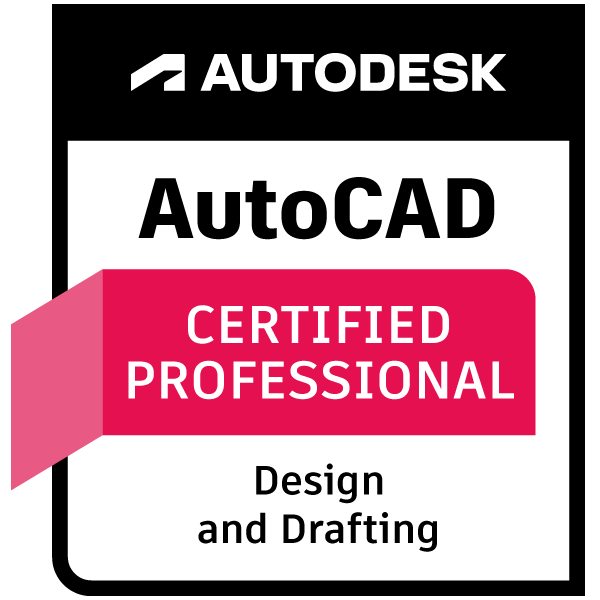 AUTODESK
AutoCAD
CERTIFIED
PROFESSIONAL
Design
and Drafting